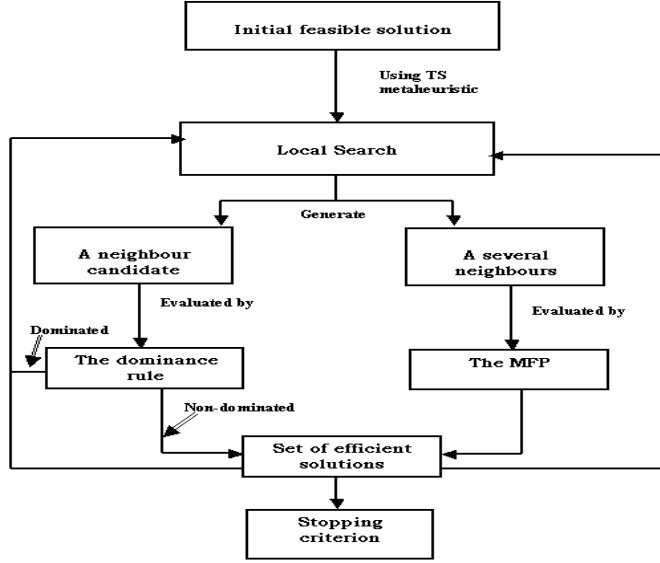 Initial feasible solution
Using TS
metaheuristic
Local Search
Generate
A neighbour
candidate
A several
neighbours
Evaluated by
Evaluated by
Dominated
The dominance
rule
The MFP
Non-dominated
Set of efficient
solutions
Stopping
criterion